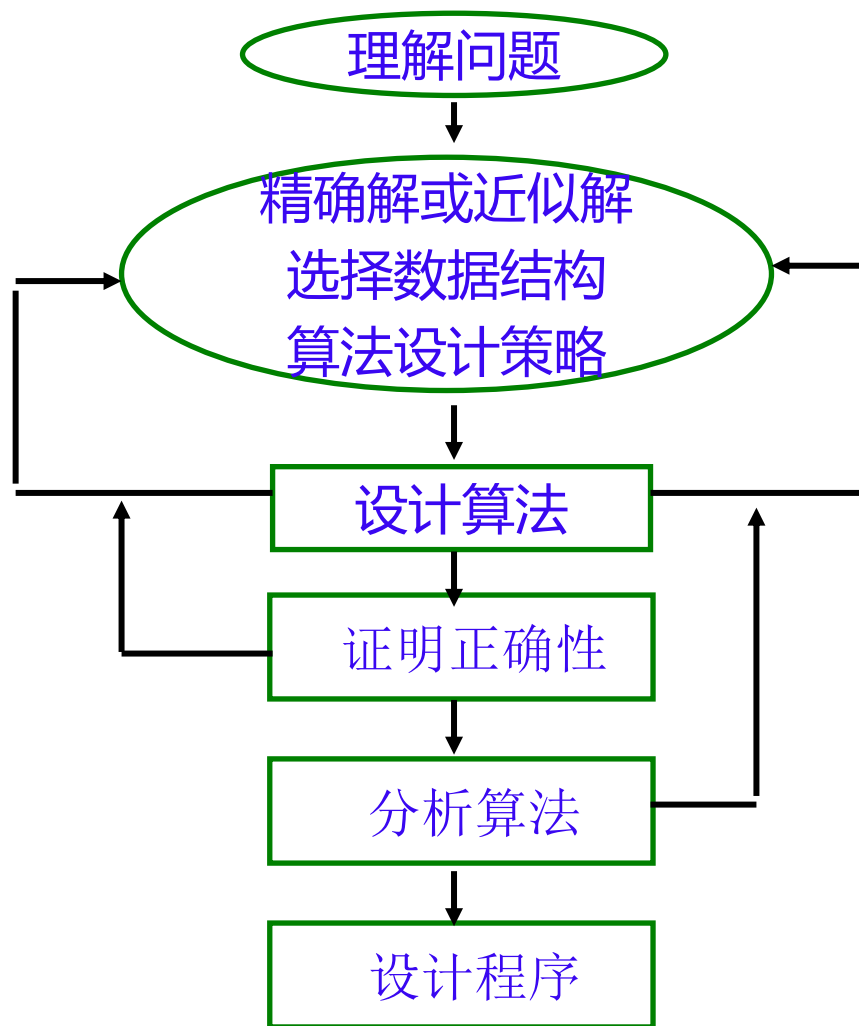 理解问题
精确解或近似解
选择数据结构
算法设计策略
设计算法
证明正确性
分析算法
设计程序